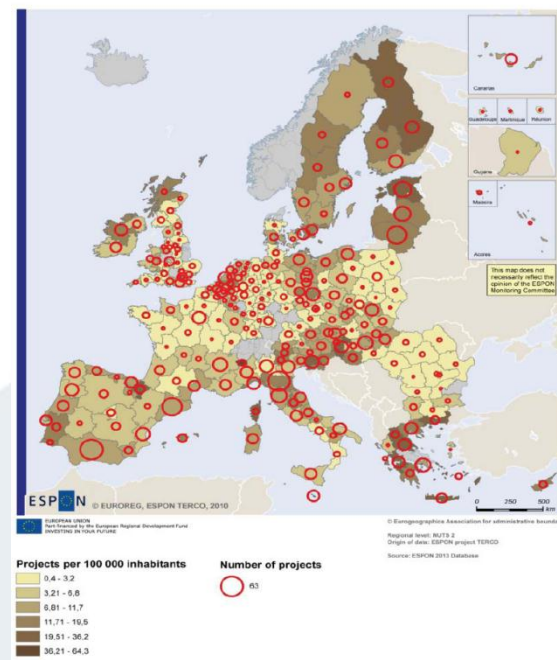 Canarias
Guadeloupe
Martinique
Réunion
Guyane
Madeira
Acores
This map does not
necessarily reflect the
opinion of the ESPON
Monitoring Committee
ESPON
© EUROREG, ESPON TERCO, 2010
0
250
500
km
EUROPEAN UNION
Part-financed by the European Regional Development Fund
INVESTING IN YOUR FUTURE
© Eurogeographics Association for administrative bounda
Regional level: NUTS 2
Origin of data: ESPON project TERCO
Source: ESPON 2013 Database
Projects per 100 000 inhabitants
0,4 - 3,2
3,21 - 6,8
6,81 - 11,7
11,71 - 19,5
19,51 - 36,2
36,21 - 64,3
Number of projects
63